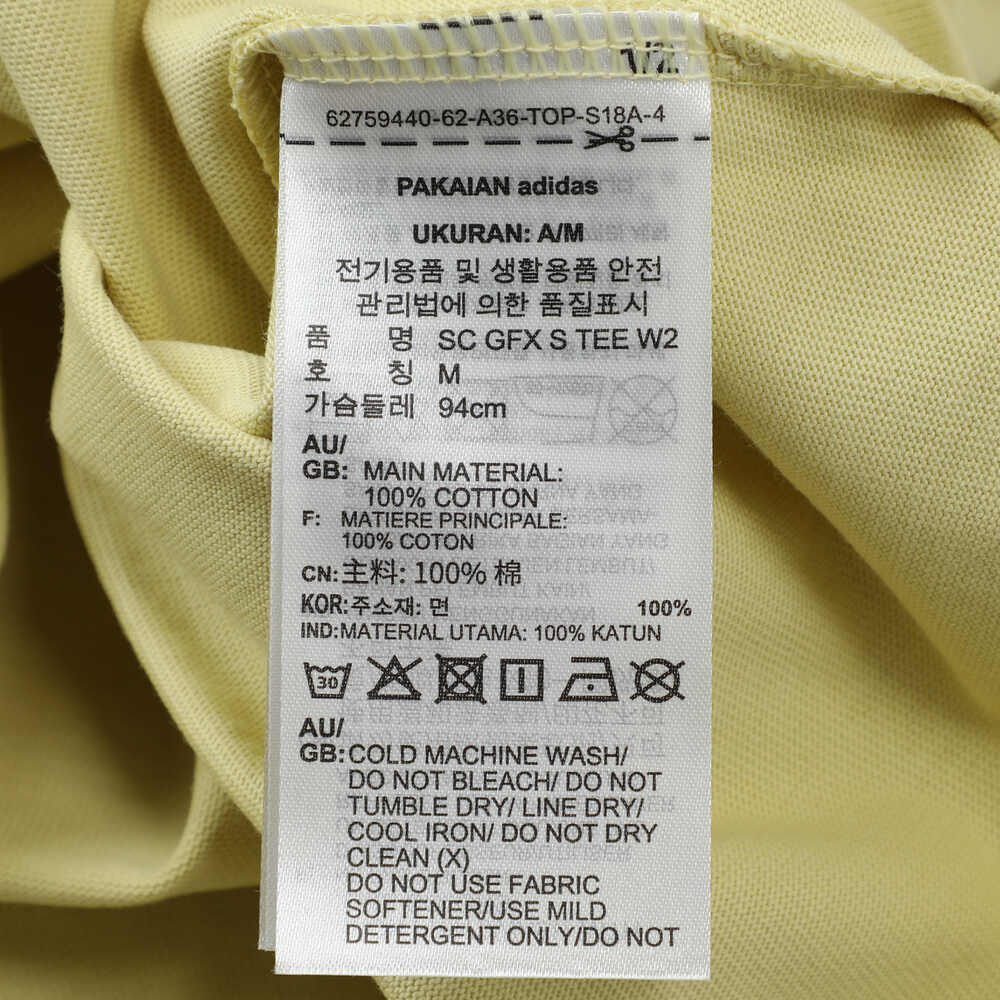 1/2
62759440-62-A36-TOP-S18A-4
PAKAIAN adidas
UKURAN: A/M
전기용품 및 생활용품 안전
관리법에 의한 품질표시
품 명 SC GFX S TEE W2
호 칭 M
가슴둘레 94cm
AU/
GB: MAIN MATERIAL:
100% COTTON
F: MATIERE PRINCIPALE:
100% COTON
CN: 主料: 100% 棉
KOR: 주소재: 면 100%
IND: MATERIAL UTAMA: 100% KATUN
30
AU/
GB: COLD MACHINE WASH/
DO NOT BLEACH/ DO NOT
TUMBLE DRY/ LINE DRY/
COOL IRON/ DO NOT DRY
CLEAN (X)
DO NOT USE FABRIC
SOFTENER/USE MILD
DETERGENT ONLY/DO NOT